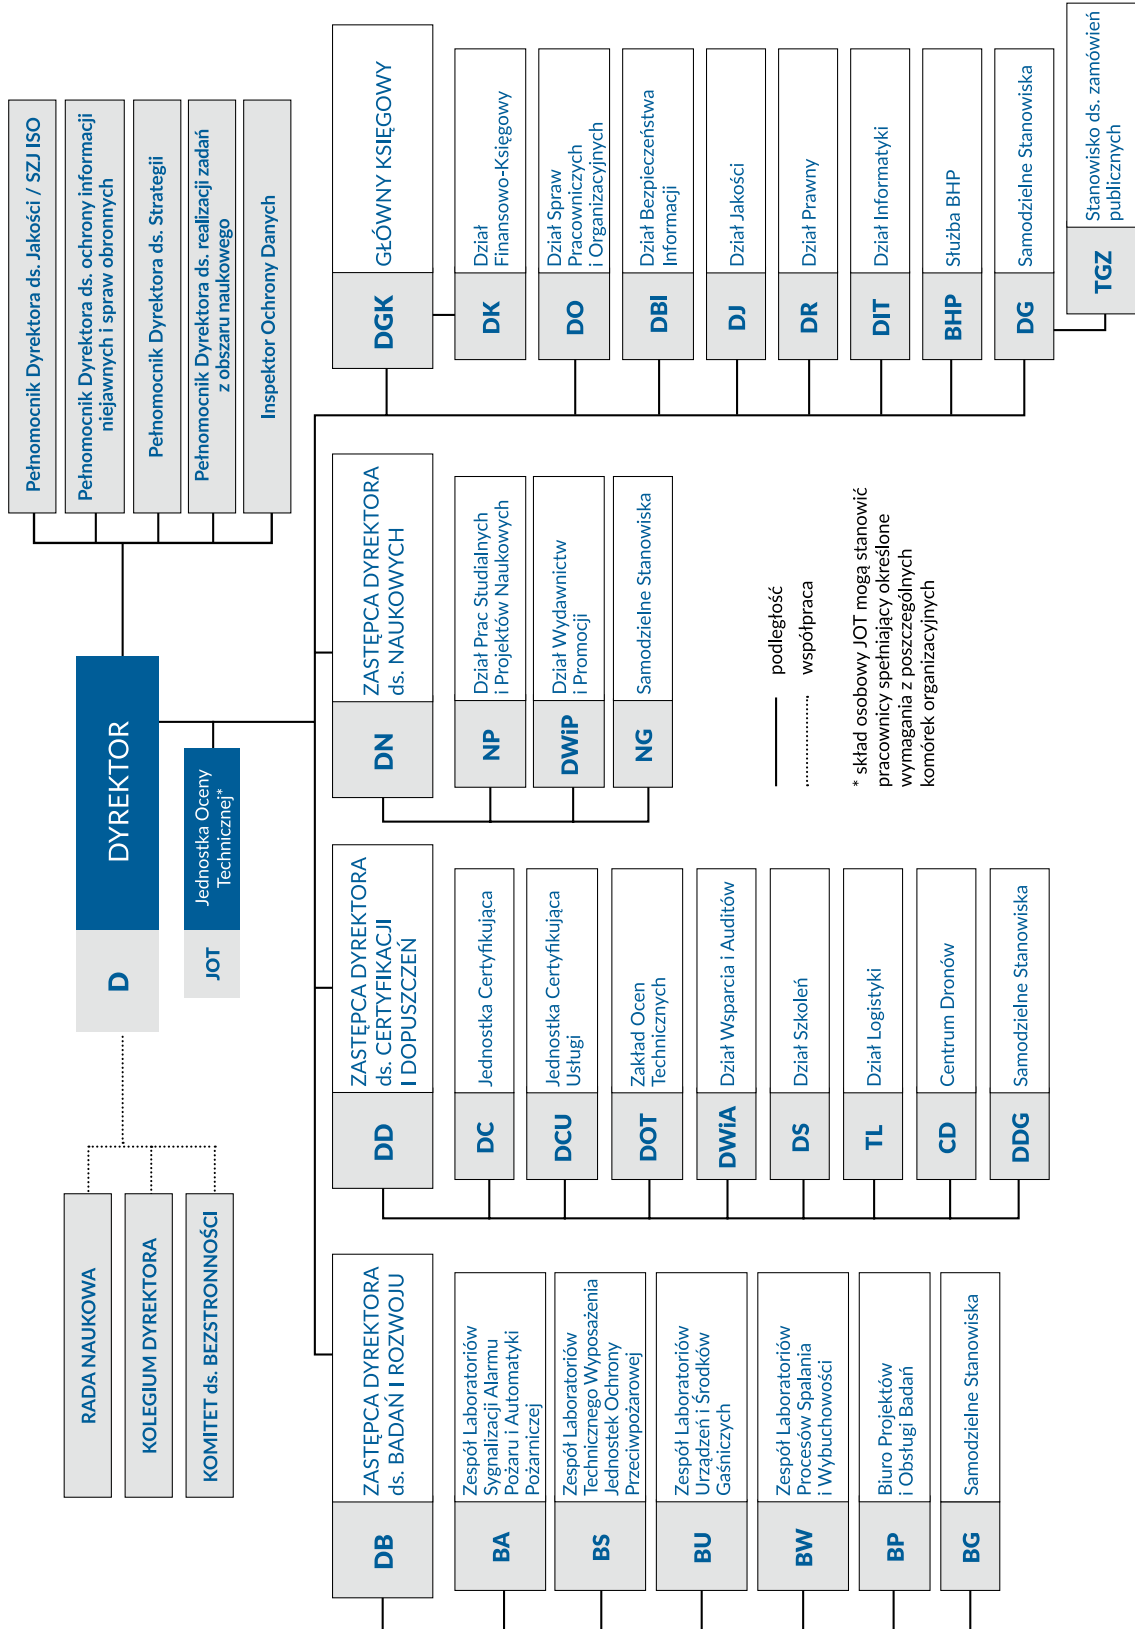 RADA NAUKOWA
KOLEGIUM DYREKTORA
KOMITET ds. BEZSTRONNOŚCI
D
DYREKTOR
JOT
Jednostka Oceny
Technicznej*
Pełnomocnik Dyrektora ds. Jakości / SZJ ISO
Pełnomocnik Dyrektora ds. ochrony informacji
niejawnych i spraw obronnych
Pełnomocnik Dyrektora ds. Strategii
Pełnomocnik Dyrektora ds. realizacji zadań
z obszaru naukowego
Inspektor Ochrony Danych
DB
ZASTĘPCA DYREKTORA
ds. BADAŃ I ROZWOJU
BA
Zespół Laboratoriów
Sygnalizacji Alarmu
Pożaru i Automatyki
Pożarniczej
BS
Zespół Laboratoriów
Technicznego Wyposażenia
Jednostek Ochrony
Przeciwpożarowej
BU
Zespół Laboratoriów
Urządzeń i Środków
Gaśniczych
BW
Zespół Laboratoriów
Procesów Spalania
i Wybuchowości
BP
Biuro Projektów
i Obsługi Badań
BG
Samodzielne Stanowiska
DD
ZASTĘPCA DYREKTORA
ds. CERTYFIKACJI
I DOPUSZCZEŃ
DC
Jednostka Certyfikująca
DCU
Jednostka Certyfikująca
Usługi
DOT
Zakład Ocen
Technicznych
DWiA
Dział Wsparcia i Auditów
DS
Dział Szkoleń
TL
Dział Logistyki
CD
Centrum Dronów
DDG
Samodzielne Stanowiska
DN
ZASTĘPCA DYREKTORA
ds. NAUKOWYCH
NP
Dział Prac Studialnych
i Projektów Naukowych
DWiP
Dział Wydawnictw
i Promocji
NG
Samodzielne Stanowiska
podległość
współpraca
* skład osobowy JOT mogą stanowić
pracownicy spełniający określone
wymagania z poszczególnych
komórek organizacyjnych
DGK
GŁÓWNY KSIĘGOWY
DK
Dział
Finansowo-Księgowy
DO
Dział Spraw
Pracowniczych
i Organizacyjnych
DBI
Dział Bezpieczeństwa
Informacji
DJ
Dział Jakości
DR
Dział Prawny
DIT
Dział Informatyki
BHP
Służba BHP
DG
Samodzielne Stanowiska
TGZ
Stanowisko ds. zamówień
publicznych